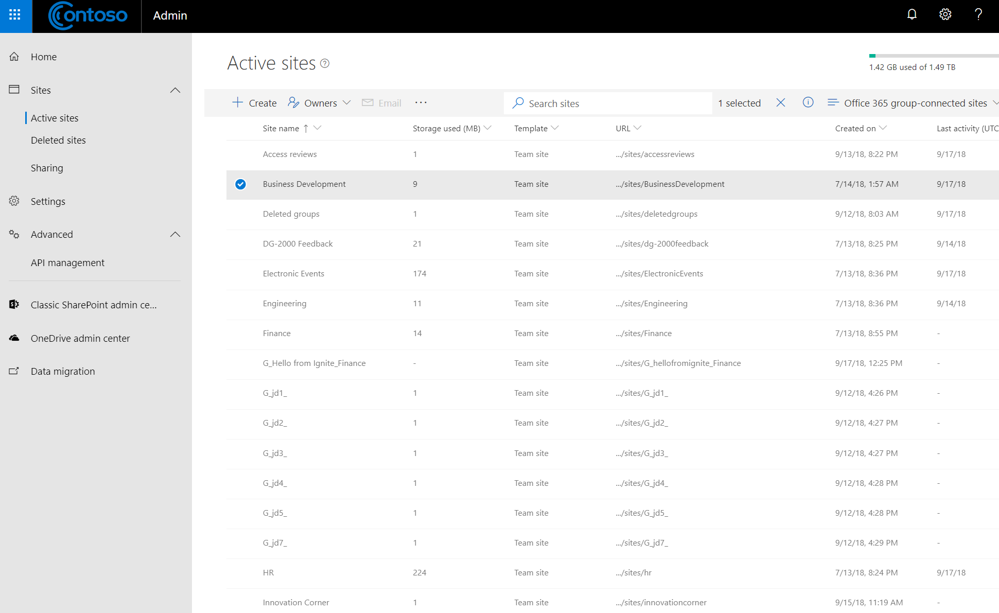 Contoso Admin
Home
Sites
Active sites
Deleted sites
Sharing
Settings
Advanced
API management
Classic SharePoint admin ce...
OneDrive admin center
Data migration
Active sites
1.42 GB used of 1.49 TB
Create Owners Email ... Search sites 1 selected Office 365 group-connected sites
Site name Storage used (MB) Template URL Created on Last activity (UTC
Access reviews 1 Team site .../sites/accessreviews 9/13/18, 8:22 PM 9/17/18
Business Development 9 Team site .../sites/BusinessDevelopment 7/14/18, 1:57 AM 9/17/18
Deleted groups 1 Team site .../sites/deletedgroups 9/12/18, 8:03 AM 9/17/18
DG-2000 Feedback 21 Team site .../sites/dg-2000feedback 7/13/18, 8:25 PM 9/14/18
Electronic Events 174 Team site .../sites/ElectronicEvents 7/13/18, 8:36 PM 9/17/18
Engineering 11 Team site .../sites/Engineering 7/13/18, 8:36 PM 9/14/18
Finance 14 Team site .../sites/Finance 7/13/18, 8:55 PM -
G_Hello from Ignite_Finance - Team site .../sites/G_hellofromignite_Finance 9/17/18, 12:25 PM -
G_jd1_ 1 Team site .../sites/G_jd1_ 9/12/18, 4:26 PM -
G_jd2_ 1 Team site .../sites/G_jd2_ 9/12/18, 4:27 PM -
G_jd3_ 1 Team site .../sites/G_jd3_ 9/12/18, 4:27 PM -
G_jd4_ 1 Team site .../sites/G_jd4_ 9/12/18, 4:28 PM -
G_jd5_ 1 Team site .../sites/G_jd5_ 9/12/18, 4:28 PM -
G_jd7_ 1 Team site .../sites/G_jd7_ 9/12/18, 4:29 PM -
HR 224 Team site .../sites/hr 7/13/18, 8:24 PM 9/17/18
Innovation Corner 1 Team site .../sites/innovationcorner 9/15/18, 11:19 AM -